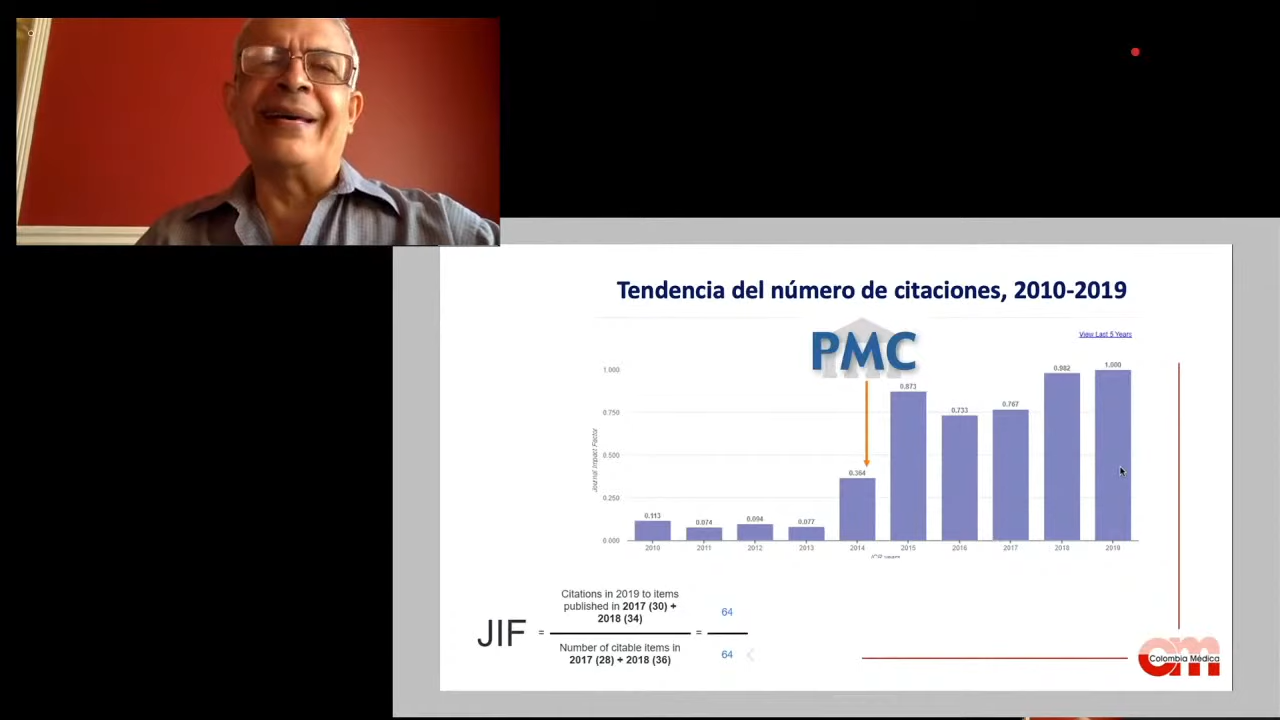 Tendencia del número de citaciones, 2010-2019
PMC
View Last 5 Years
Journal Impact Factor
1.000
0.750
0.500
0.250
0.000
0.113
0.074
0.094
0.077
0.364
0.873
0.733
0.767
0.982
1.000
2010
2011
2012
2013
2014
2015
2016
2017
2018
2019
JCR years
JIF
=
Citations in 2019 to items
published in 2017 (30) +
2018 (34)
Number of citable items in
2017 (28) + 2018 (36)
=
64
64
cm
Colombia Médica